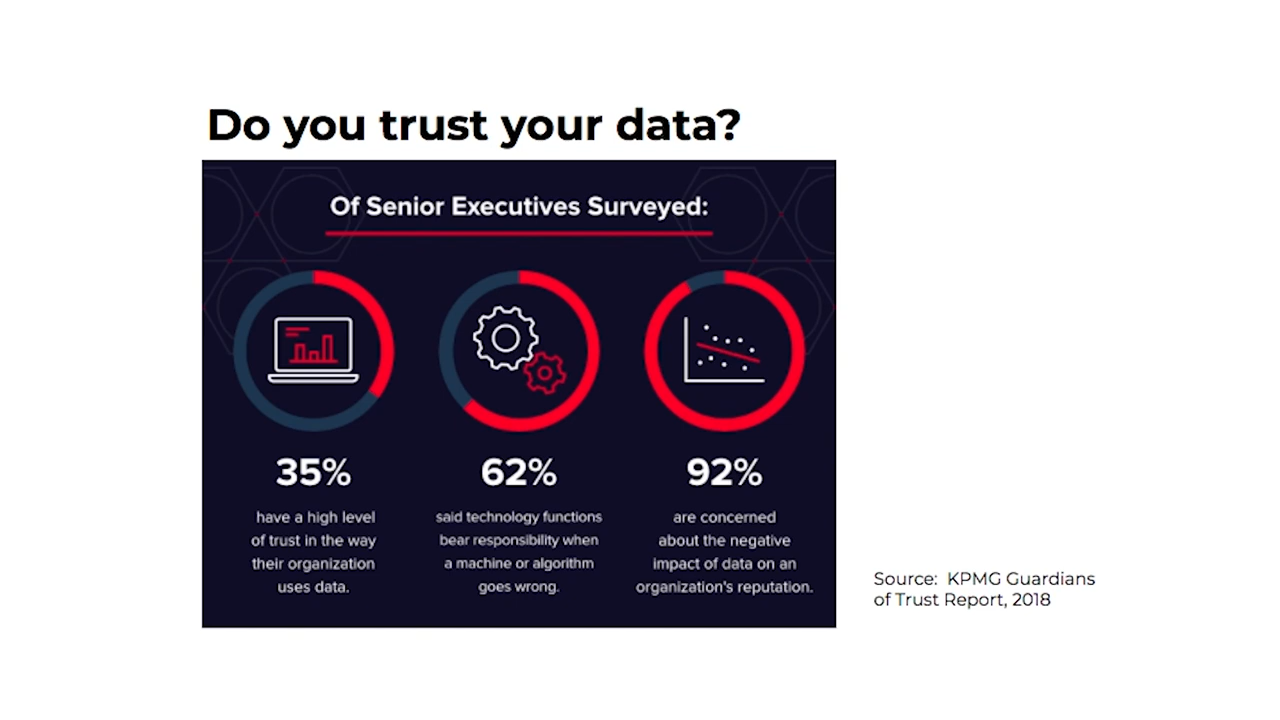 Do you trust your data?
Of Senior Executives Surveyed:
35%
have a high level
of trust in the way
their organization
uses data.
62%
said technology functions
bear responsibility when
a machine or algorithm
goes wrong.
92%
are concerned
about the negative
impact of data on an
organization's reputation.
Source: KPMG Guardians
of Trust Report, 2018